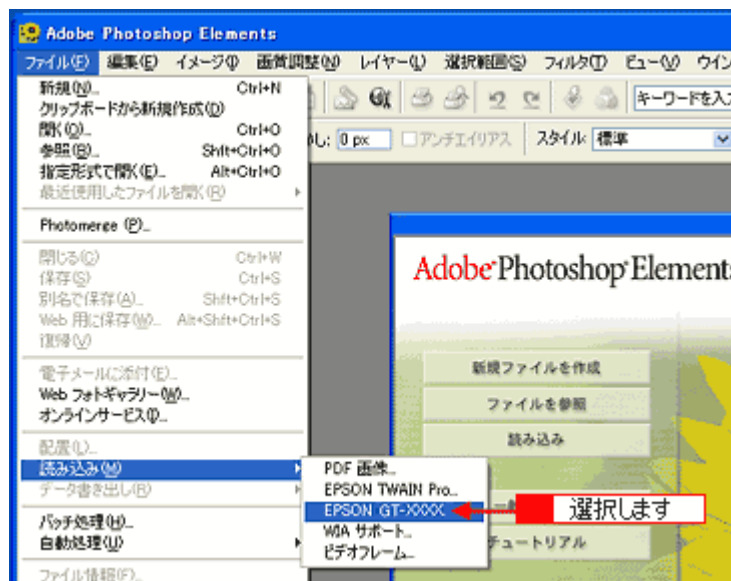 Adobe Photoshop Elements
ファイル(F) 編集(E) イメージ(I) 画質調整(N) レイヤー(L) 選択範囲(S) フィルタ(T) ビュー(V) ウイン
新規(N)... Ctrl+N
クリップボードから新規作成(D)
開く(O)... Ctrl+O
参照(B)... Shift+Ctrl+O
指定形式で開く(E)... Alt+Ctrl+O
最近使用したファイルを開く(R)
キーワードを入力
かし: 0 px アンチエイリアス スタイル: 標準
Photomerge (P)...
閉じる(C) Ctrl+W
保存(S) Ctrl+S
別名で保存(A)... Shift+Ctrl+S
Web 用に保存(W)... Alt+Shift+Ctrl+S
復帰(V)
電子メールに添付(E)...
Web フォトギャラリー(W)...
オンラインサービス(I)...
配置(L)...
読み込み(M)
データ書き出し(R)
バッチ処理(H)...
自動処理(U)
ファイル情報(F)...
PDF 画像...
EPSON TWAIN Pro...
EPSON GT-XXXX
WIA サポート...
ビデオフレーム...
選択します
Adobe Photoshop Elements
新規ファイルを作成
ファイルを参照
読み込み
チュートリアル